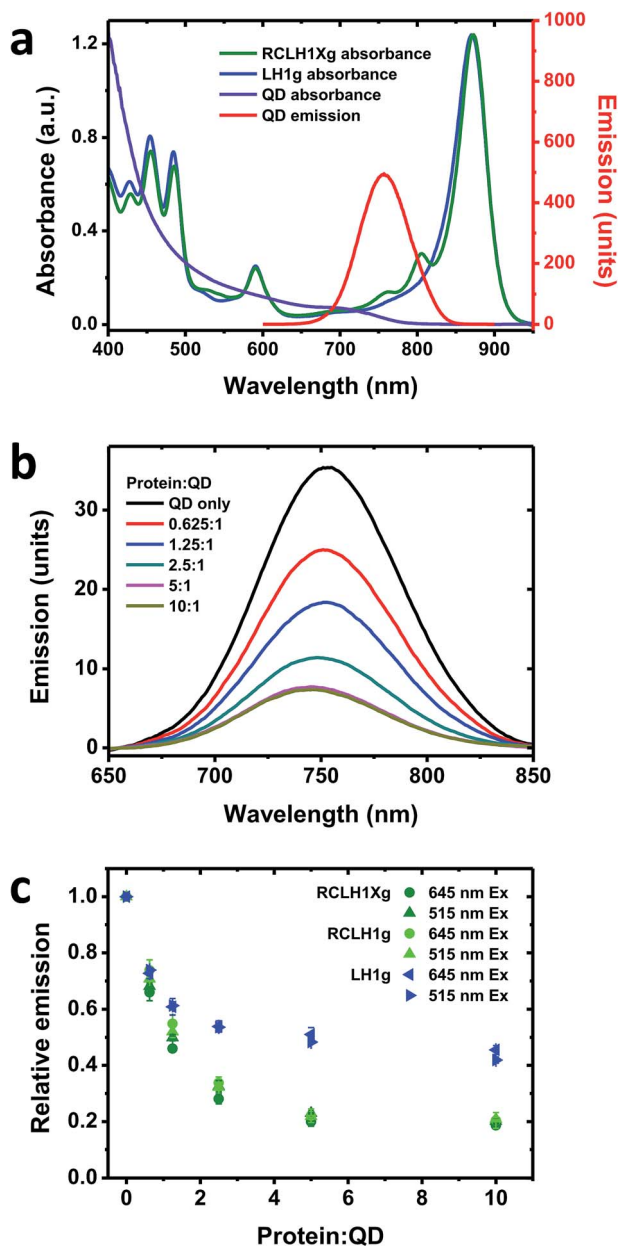 a
1.2
0.8
0.4
0.0
Absorbance (a.u.)
RCLH1Xg absorbance
LH1g absorbance
QD absorbance
QD emission
1000
800
600
400
200
0
Emission (units)
400 500 600 700 800 900
Wavelength (nm)
b
30
20
10
0
Emission (units)
Protein:QD
QD only
0.625:1
1.25:1
2.5:1
5:1
10:1
650 700 750 800 850
Wavelength (nm)
c
1.0
0.8
0.6
0.4
0.2
0.0
Relative emission
RCLH1Xg 645 nm Ex
515 nm Ex
RCLH1g 645 nm Ex
515 nm Ex
LH1g 645 nm Ex
515 nm Ex
0 2 4 6 8 10
Protein:QD